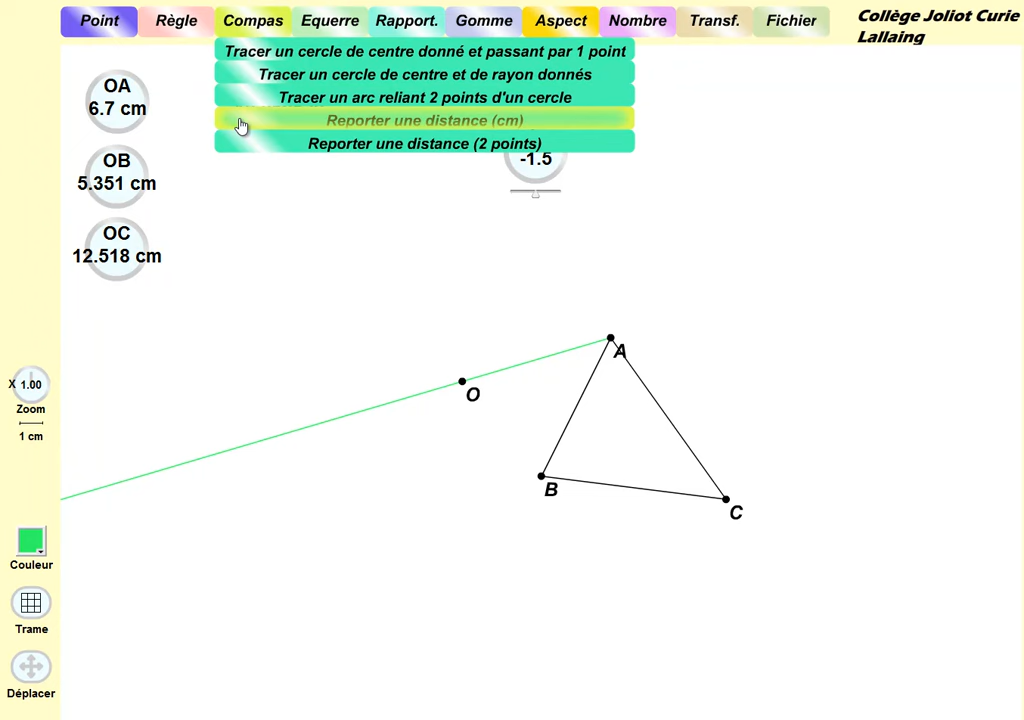 Point Règle Compas Equerre Rapport. Gomme Aspect Nombre Transf. Fichier
Collège Joliot Curie
Lallaing
Tracer un cercle de centre donné et passant par 1 point
Tracer un cercle de centre et de rayon donnés
Tracer un arc reliant 2 points d'un cercle
Reporter une distance (cm)
Reporter une distance (2 points)
-1.5
OA
6.7 cm
OB
5.351 cm
OC
12.518 cm
A
O
B
C
X 1.00
Zoom
1 cm
Couleur
Trame
Déplacer